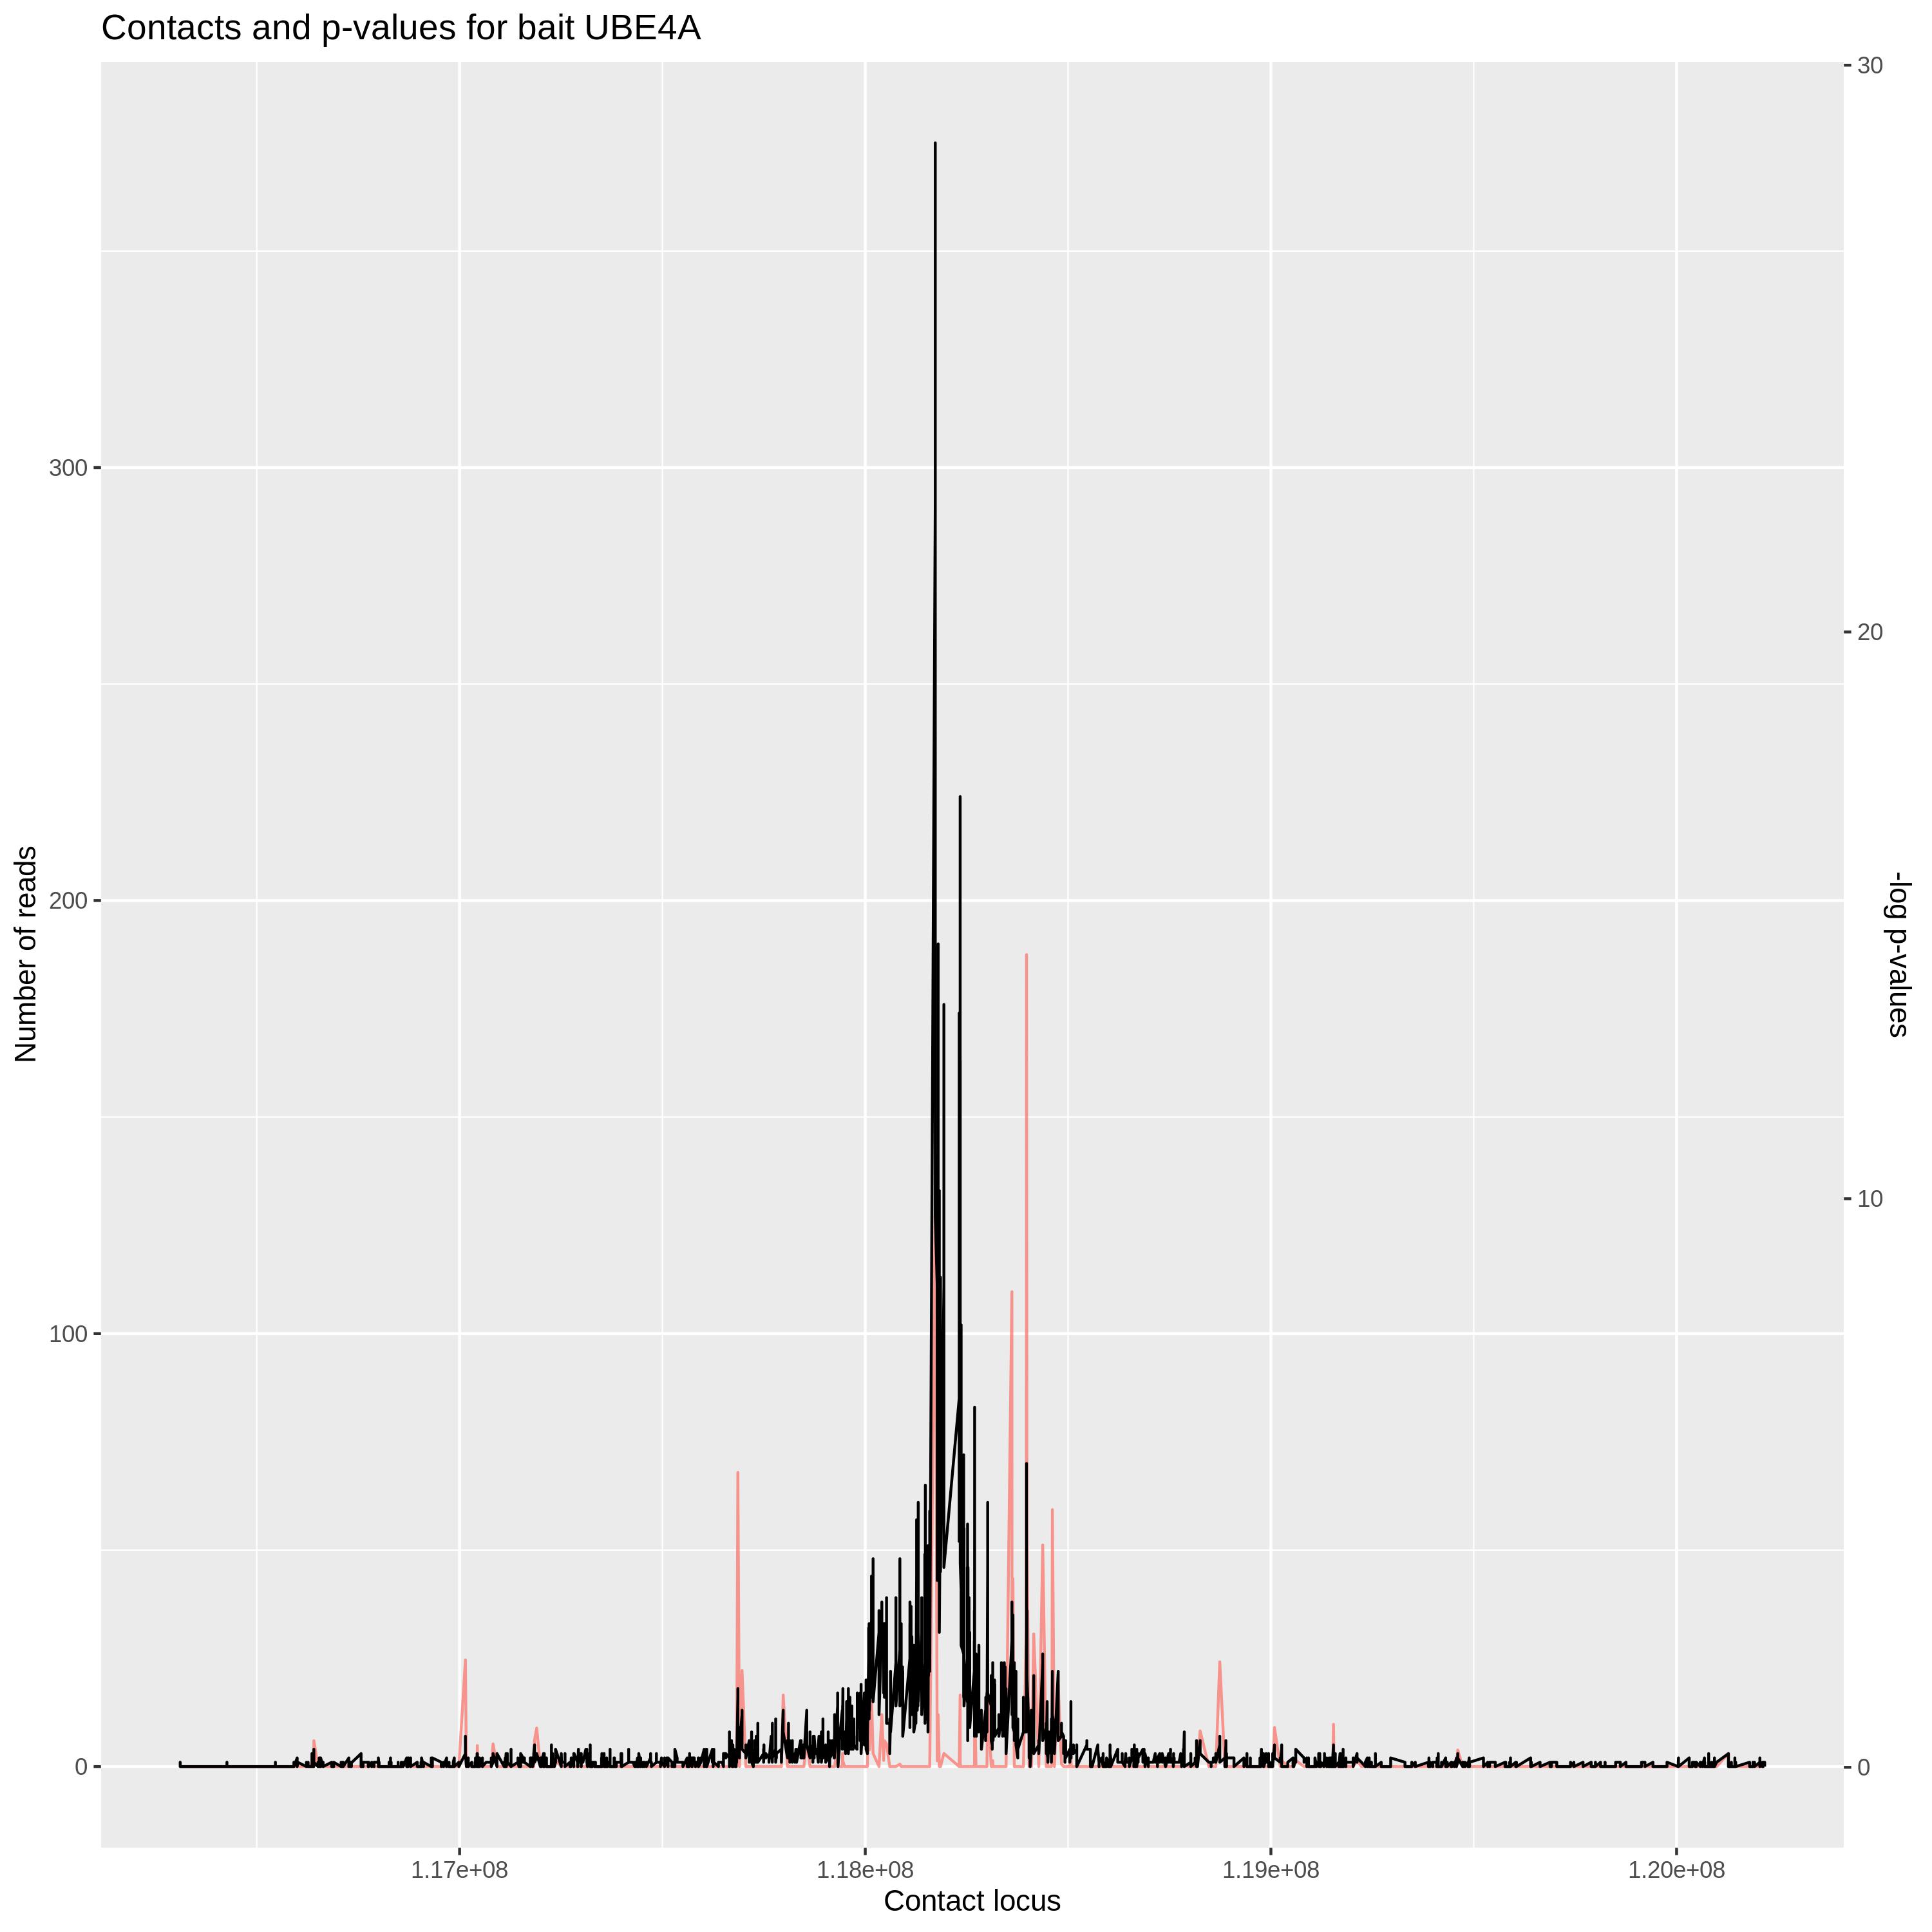 Contacts and p-values for bait UBE4A
30
300
20
200
Number of reads
-log p-values
10
100
0
0
1.17e+08
1.18e+08
1.19e+08
1.20e+08
Contact locus